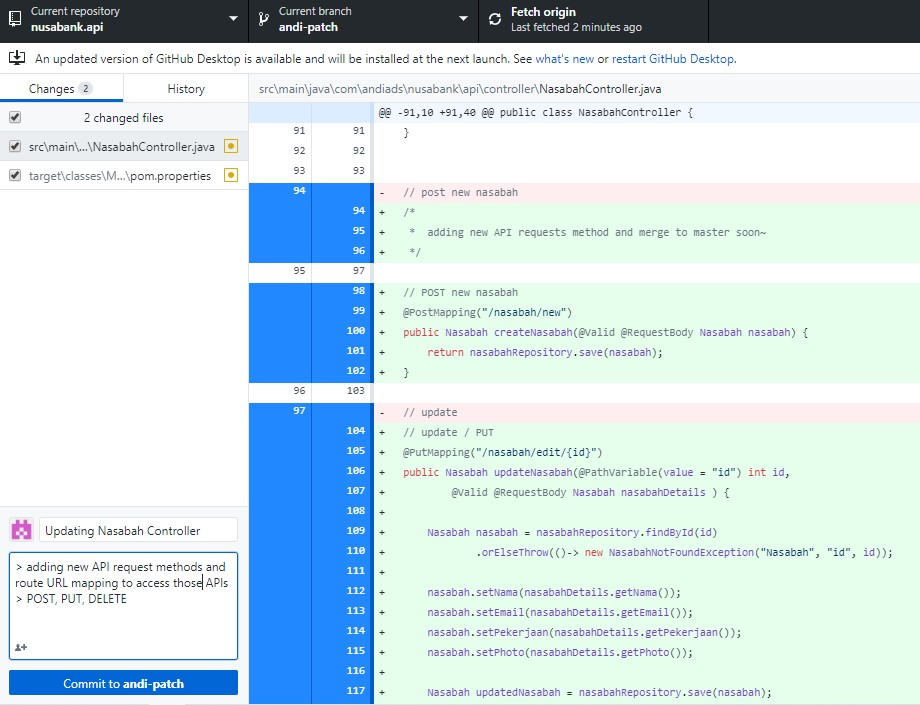 Current repository
nusabank.api
Current branch
andi-patch
Fetch origin
Last fetched 2 minutes ago
An updated version of GitHub Desktop is available and will be installed at the next launch. See what's new or restart GitHub Desktop.
Changes 2
History
src\main\java\com\andiads\nusabank\api\controller\NasabahController.java
2 changed files
src\main\...\NasabahController.java
target\classes\M...\pom.properties
@@ -91,10 +91,40 @@ public class NasabahController {
91 91 }
92 92
93 93
94 - // post new nasabah
94 + /*
95 + *  adding new API requests method and merge to master soon~
96 + */
95 97
98 + // POST new nasabah
99 + @PostMapping("/nasabah/new")
100 + public Nasabah createNasabah(@Valid @RequestBody Nasabah nasabah) {
101 + return nasabahRepository.save(nasabah);
102 + }
96 103
97 - // update
104 + // update / PUT
105 + @PutMapping("/nasabah/edit/{id}")
106 + public Nasabah updateNasabah(@PathVariable(value = "id") int id,
107 + @Valid @RequestBody Nasabah nasabahDetails ) {
108 +
109 + Nasabah nasabah = nasabahRepository.findById(id)
110 + .orElseThrow(()-> new NasabahNotFoundException("Nasabah", "id", id));
111 +
112 + nasabah.setNama(nasabahDetails.getNama());
113 + nasabah.setEmail(nasabahDetails.getEmail());
114 + nasabah.setPekerjaan(nasabahDetails.getPekerjaan());
115 + nasabah.setPhoto(nasabahDetails.getPhoto());
116 +
117 + Nasabah updatedNasabah = nasabahRepository.save(nasabah);
Updating Nasabah Controller
> adding new API request methods and
route URL mapping to access those APIs
> POST, PUT, DELETE
Commit to andi-patch